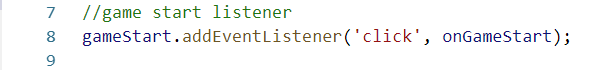 7 //game start listener
8 gameStart.addEventListener('click', onGameStart);
9